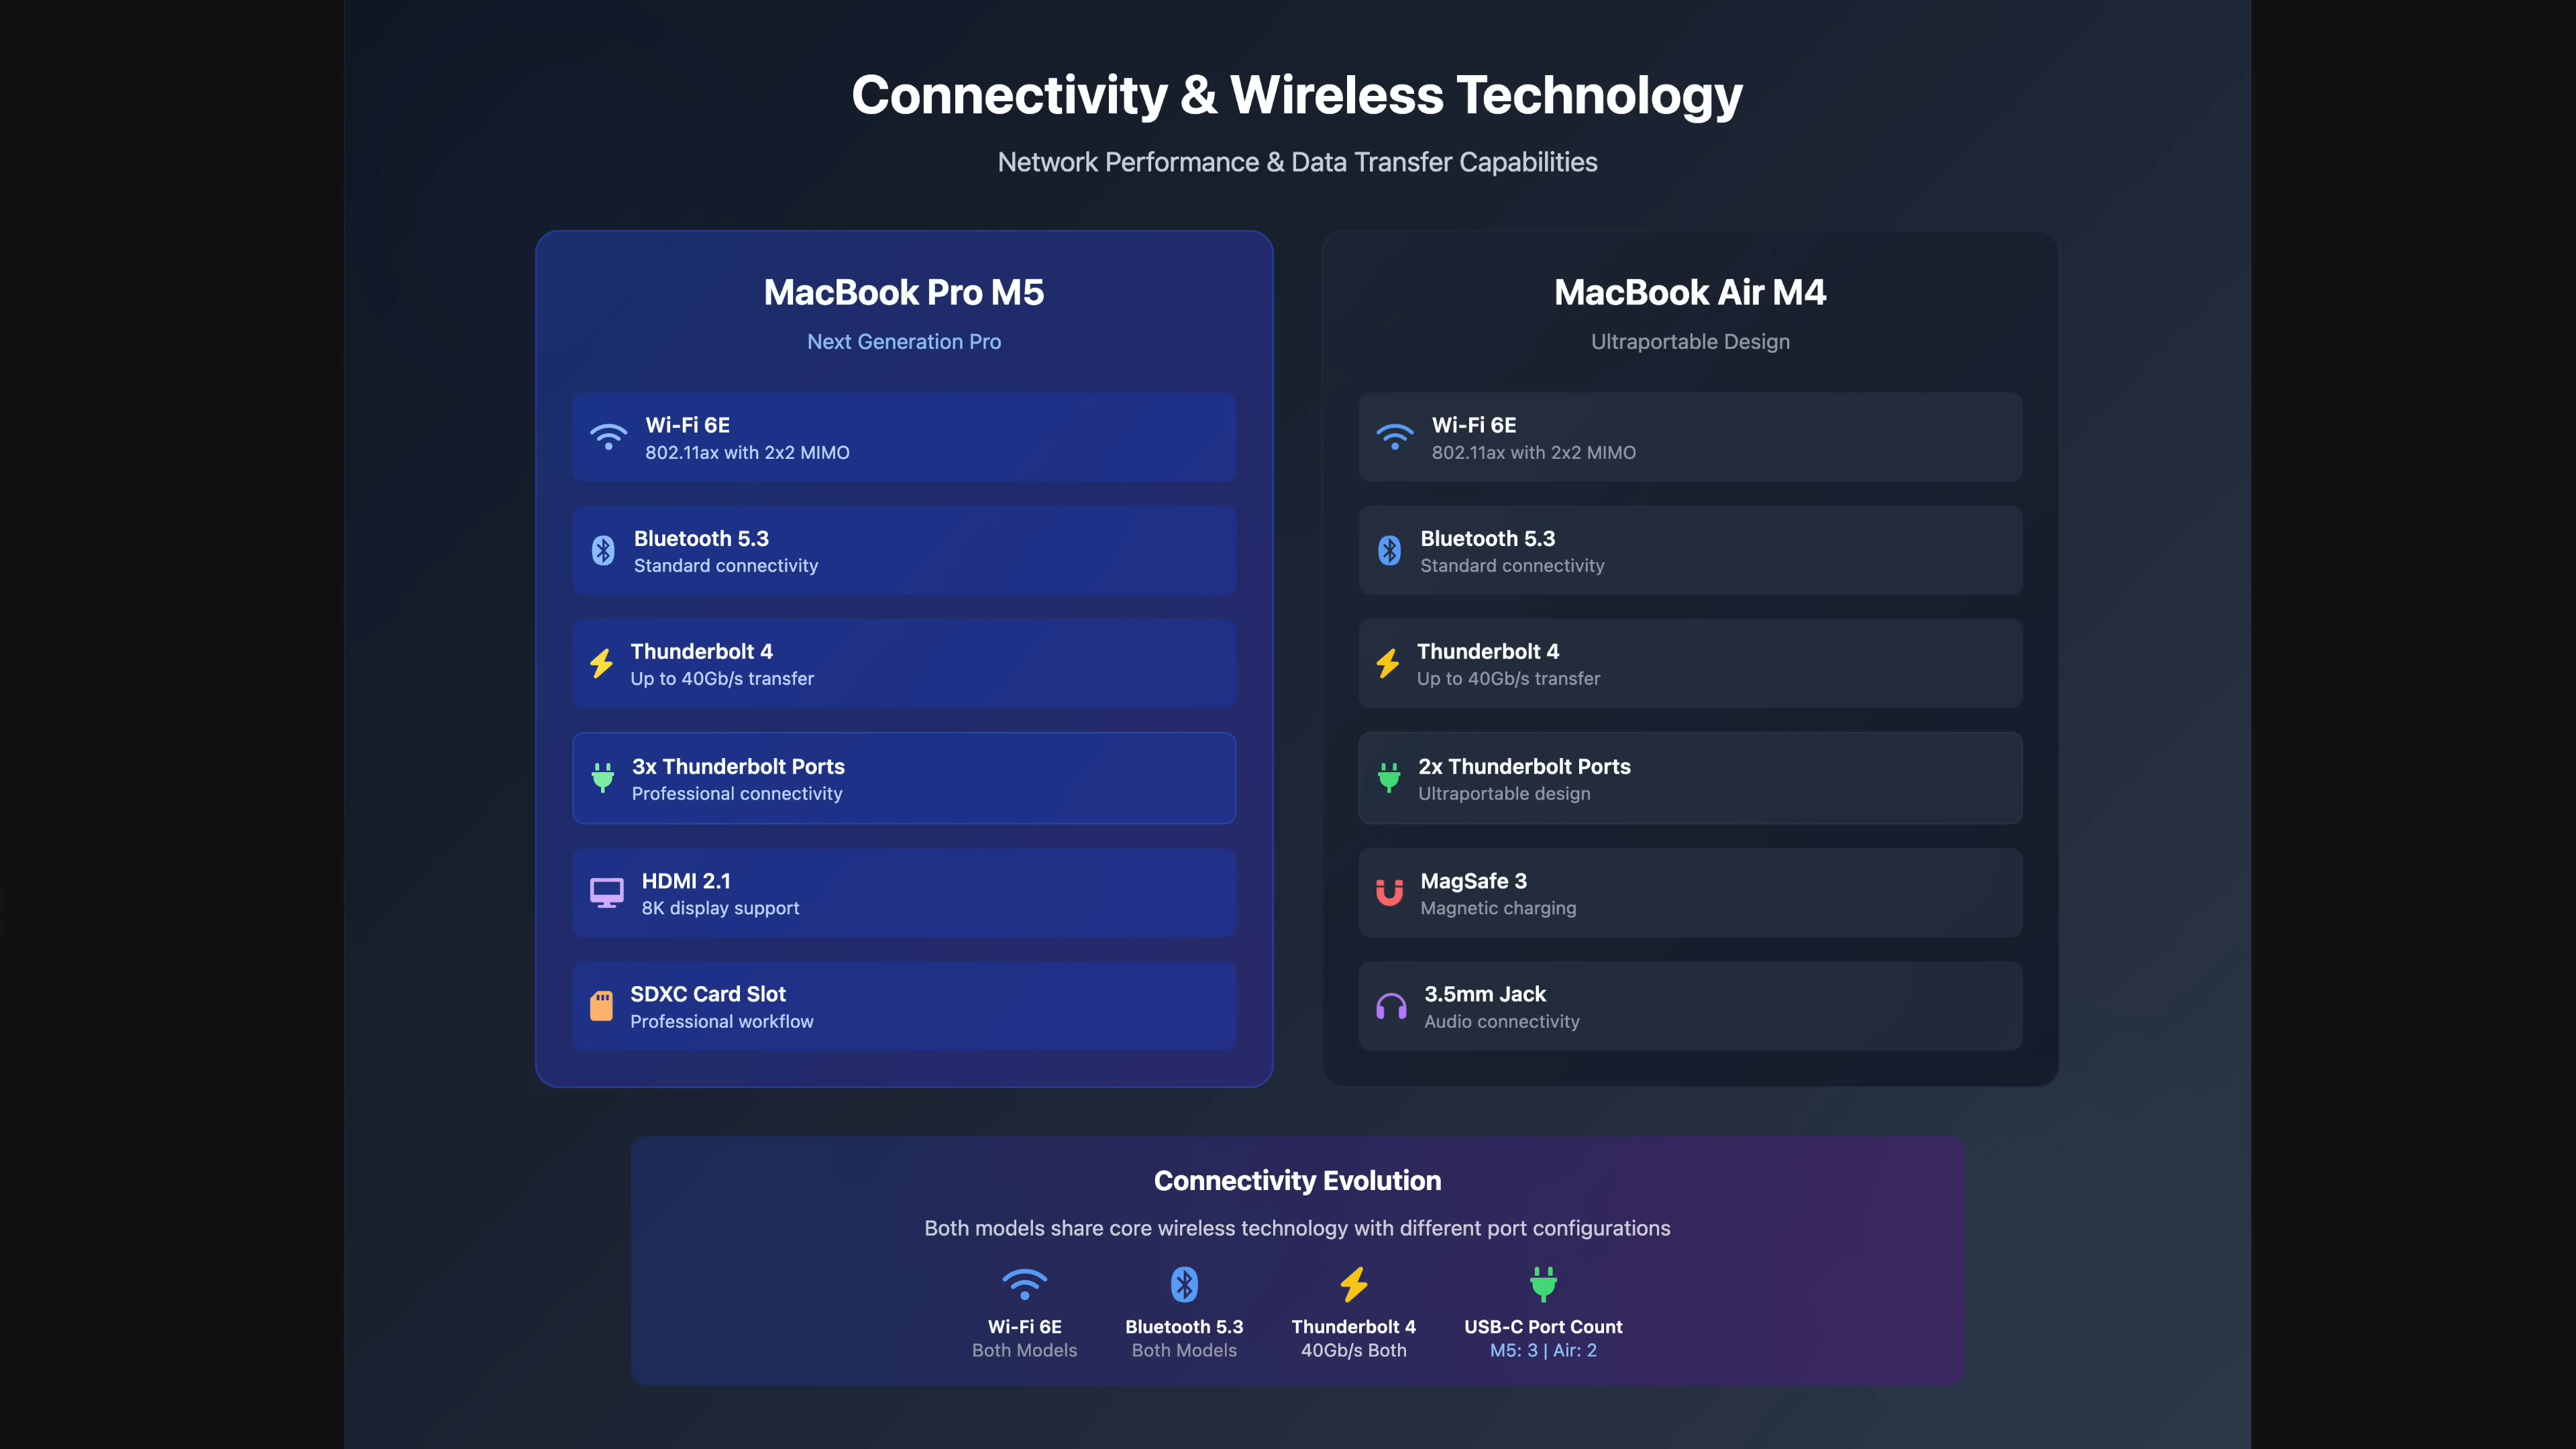 Connectivity & Wireless Technology
Network Performance & Data Transfer Capabilities
MacBook Pro M5
Next Generation Pro
Wi-Fi 6E
802.11ax with 2x2 MIMO
Bluetooth 5.3
Standard connectivity
Thunderbolt 4
Up to 40Gb/s transfer
3x Thunderbolt Ports
Professional connectivity
HDMI 2.1
8K display support
SDXC Card Slot
Professional workflow
MacBook Air M4
Ultraportable Design
Wi-Fi 6E
802.11ax with 2x2 MIMO
Bluetooth 5.3
Standard connectivity
Thunderbolt 4
Up to 40Gb/s transfer
2x Thunderbolt Ports
Ultraportable design
MagSafe 3
Magnetic charging
3.5mm Jack
Audio connectivity
Connectivity Evolution
Both models share core wireless technology with different port configurations
Wi-Fi 6E
Both Models
Bluetooth 5.3
Both Models
Thunderbolt 4
40Gb/s Both
USB-C Port Count
M5: 3 | Air: 2